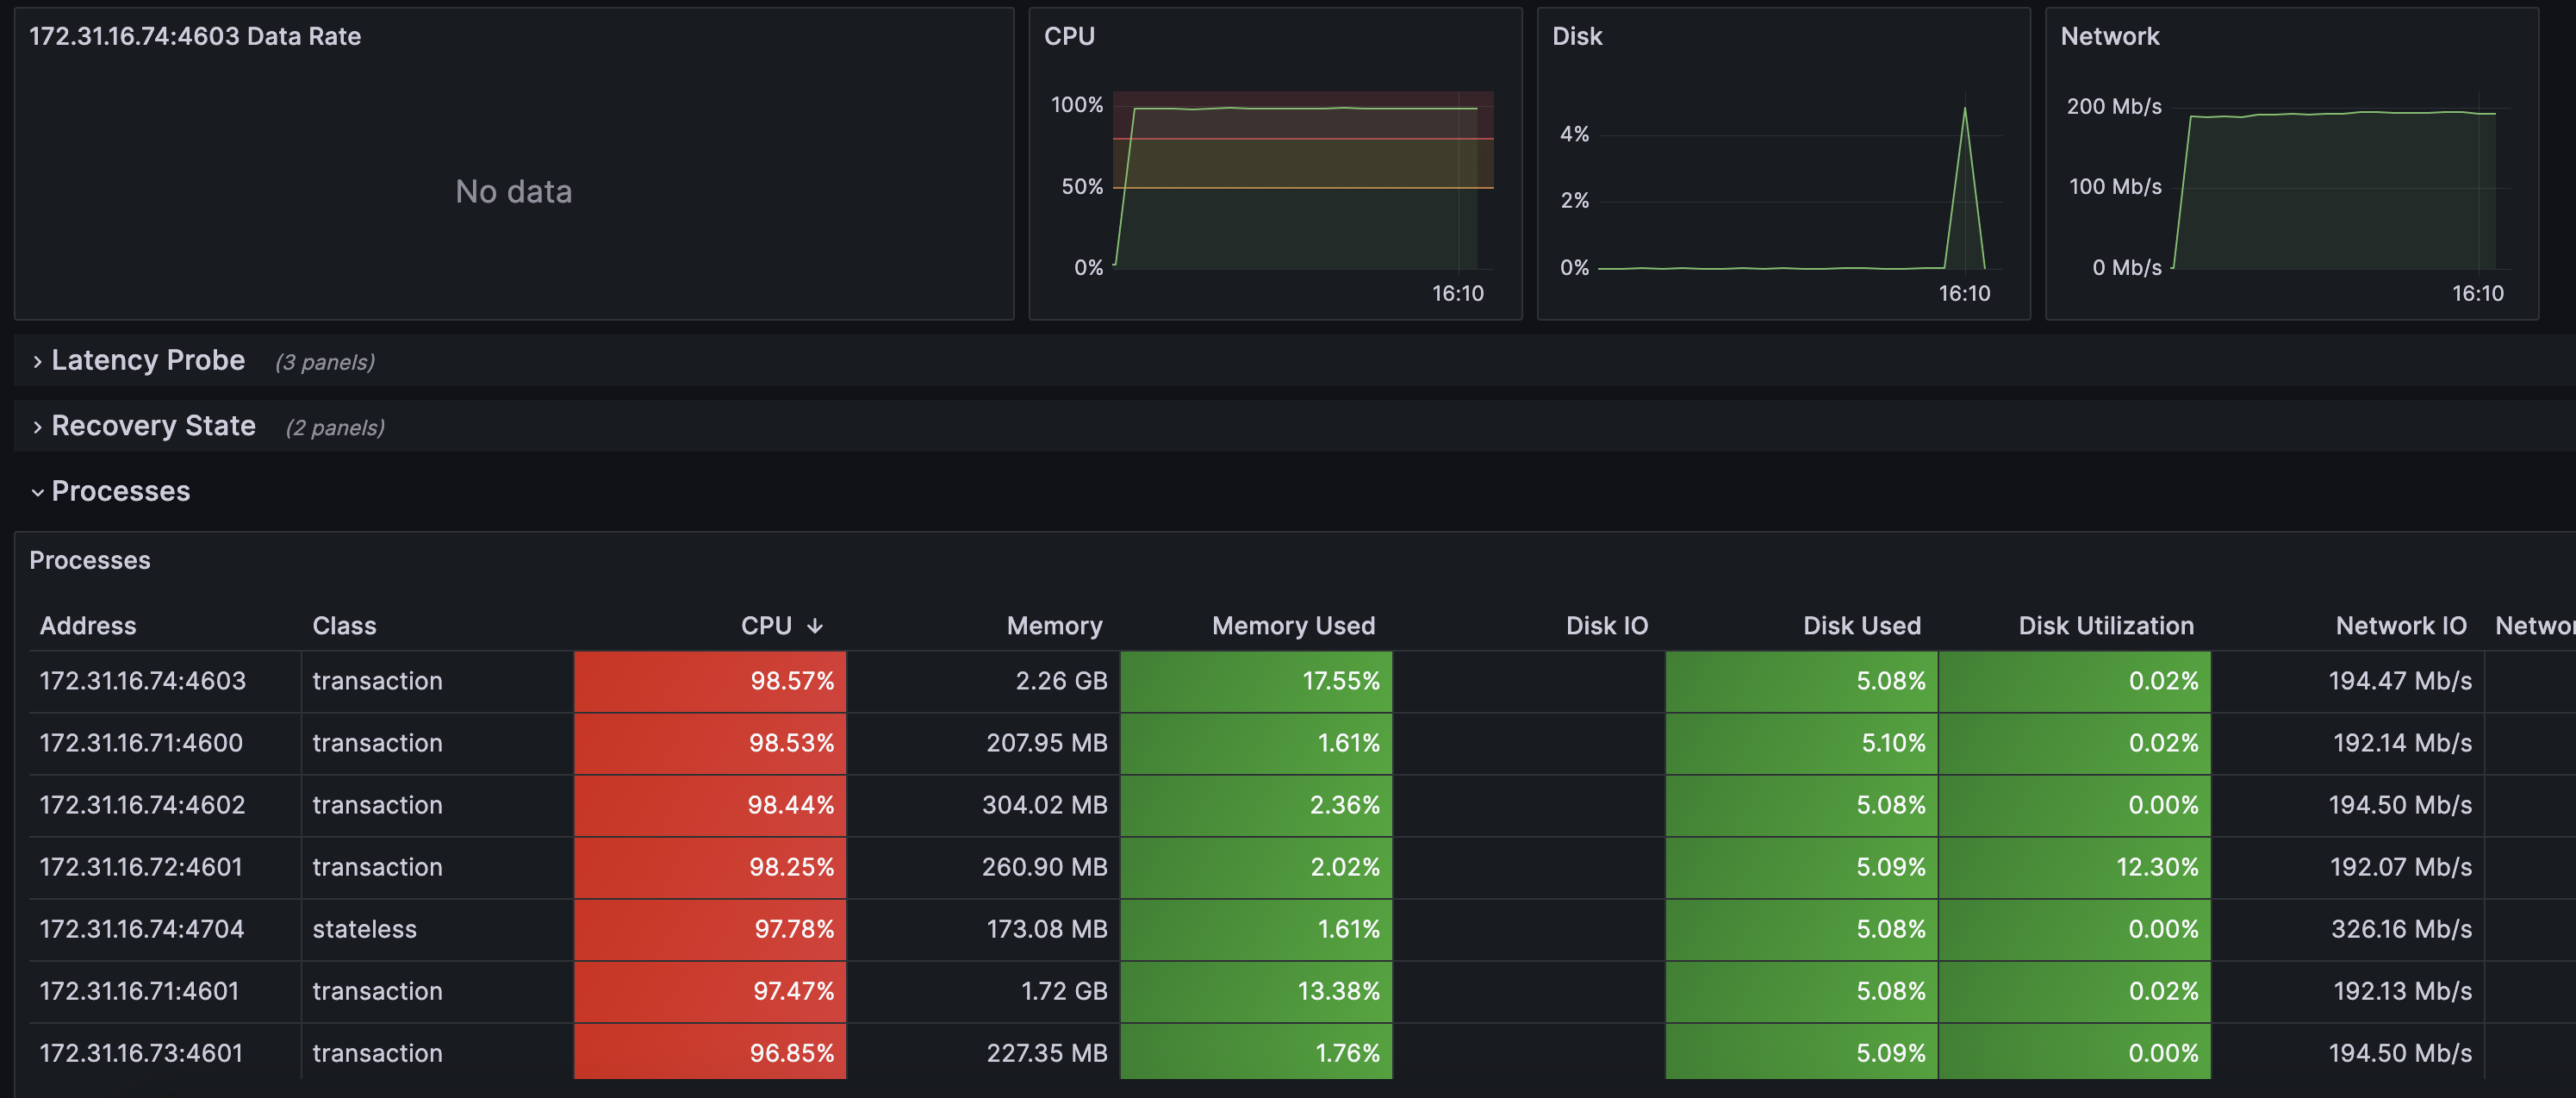 172.31.16.74:4603 Data Rate
No data
CPU
100%
50%
0%
16:10
Disk
4%
2%
0%
16:10
Network
200 Mb/s
100 Mb/s
0 Mb/s
16:10
Latency Probe (3 panels)
Recovery State (2 panels)
Processes
Processes
Address Class CPU Memory Memory Used Disk IO Disk Used Disk Utilization Network IO
172.31.16.74:4603 transaction 98.57% 2.26 GB 17.55% 5.08% 0.02% 194.47 Mb/s
172.31.16.71:4600 transaction 98.53% 207.95 MB 1.61% 5.10% 0.02% 192.14 Mb/s
172.31.16.74:4602 transaction 98.44% 304.02 MB 2.36% 5.08% 0.00% 194.50 Mb/s
172.31.16.72:4601 transaction 98.25% 260.90 MB 2.02% 5.09% 12.30% 192.07 Mb/s
172.31.16.74:4704 stateless 97.78% 173.08 MB 1.61% 5.08% 0.00% 326.16 Mb/s
172.31.16.71:4601 transaction 97.47% 1.72 GB 13.38% 5.08% 0.02% 192.13 Mb/s
172.31.16.73:4601 transaction 96.85% 227.35 MB 1.76% 5.09% 0.00% 194.50 Mb/s